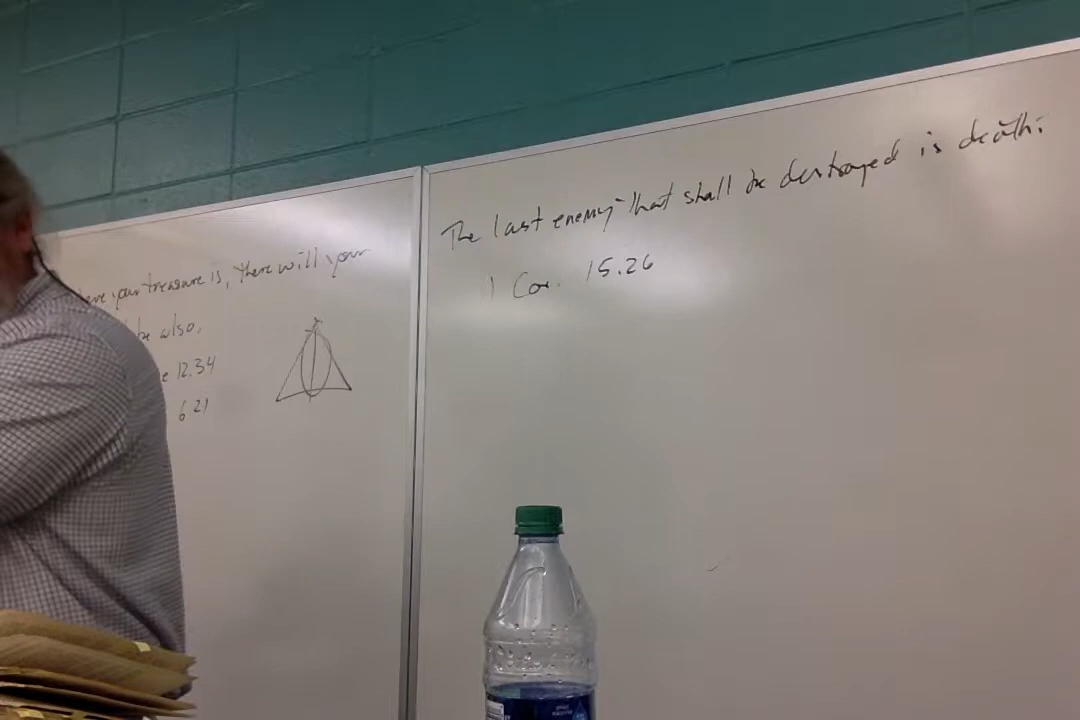 your treasure is, there will your
be also.
12.34
6 21
The last enemy that shall be destroyed is death.
1 Cor. 15.26